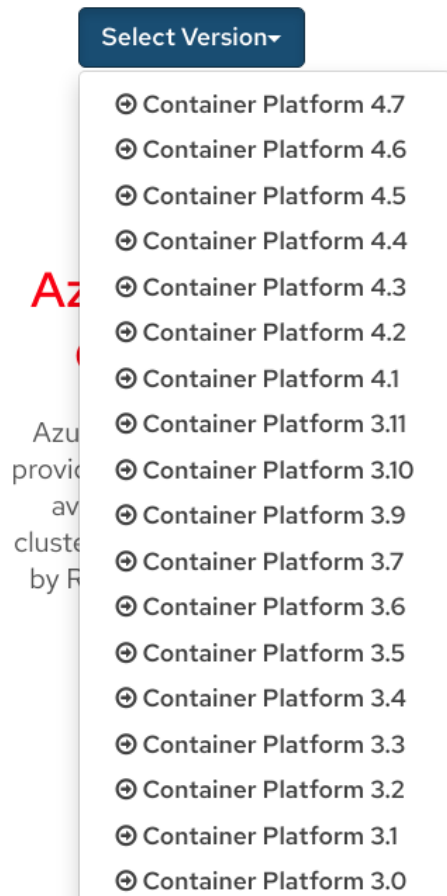 Select Version
Container Platform 4.7
Container Platform 4.6
Container Platform 4.5
Container Platform 4.4
Container Platform 4.3
Container Platform 4.2
Container Platform 4.1
Container Platform 3.11
Container Platform 3.10
Container Platform 3.9
Container Platform 3.7
Container Platform 3.6
Container Platform 3.5
Container Platform 3.4
Container Platform 3.3
Container Platform 3.2
Container Platform 3.1
Container Platform 3.0
by